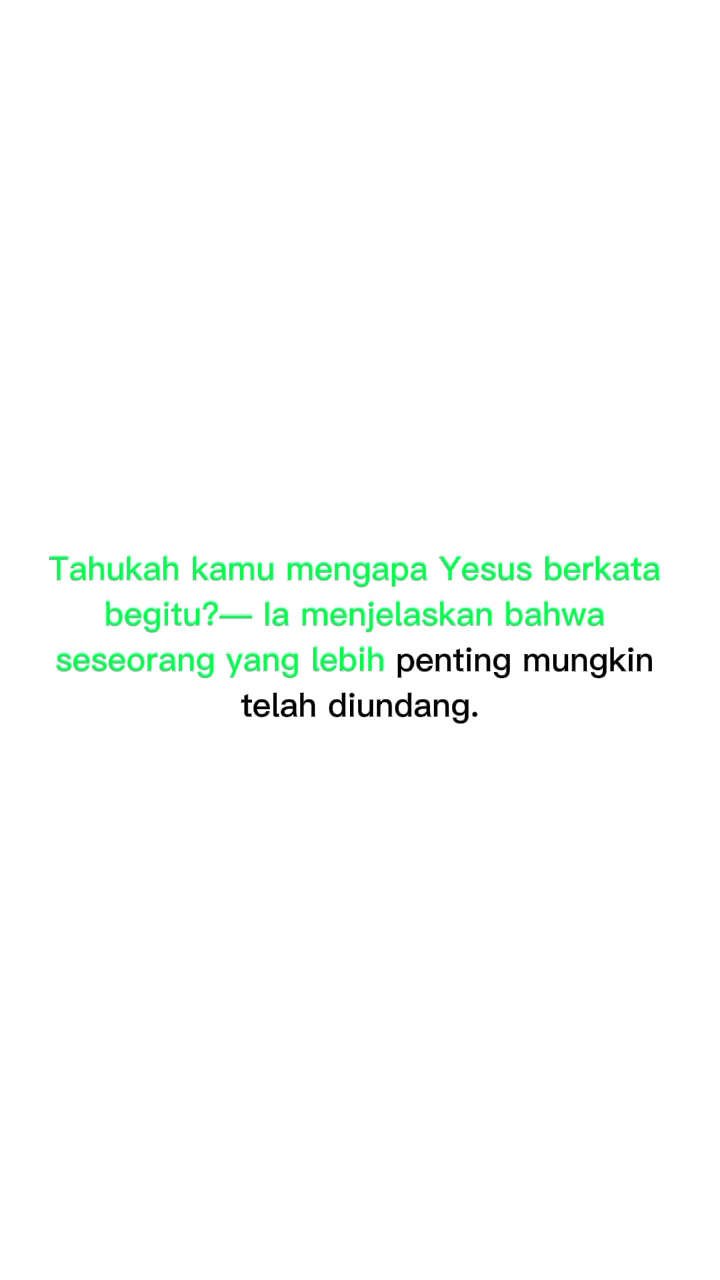 Tahukah kamu mengapa Yesus berkata
begitu?— Ia menjelaskan bahwa
seseorang yang lebih penting mungkin
telah diundang.